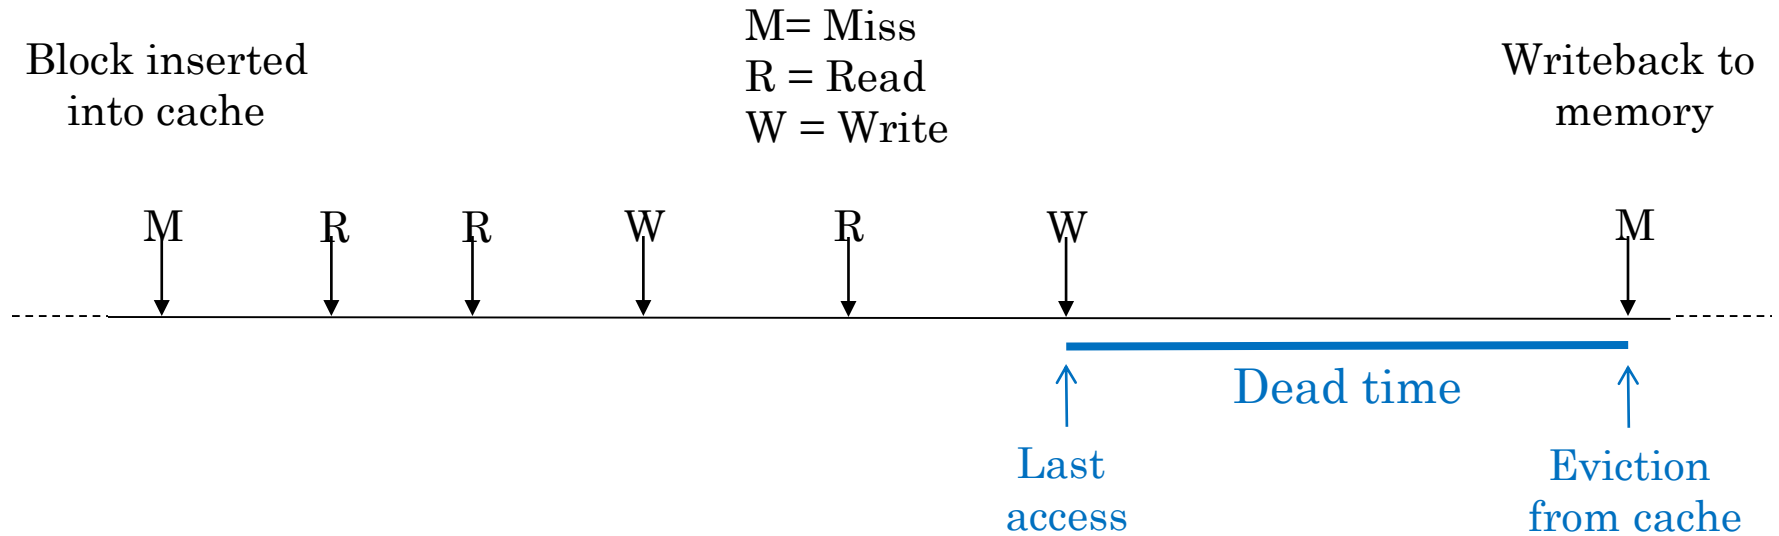 Block inserted
into cache
M= Miss
R = Read
W = Write
Writeback to
memory
M
R
R
W
R
W
M
Dead time
Last
access
Eviction
from cache